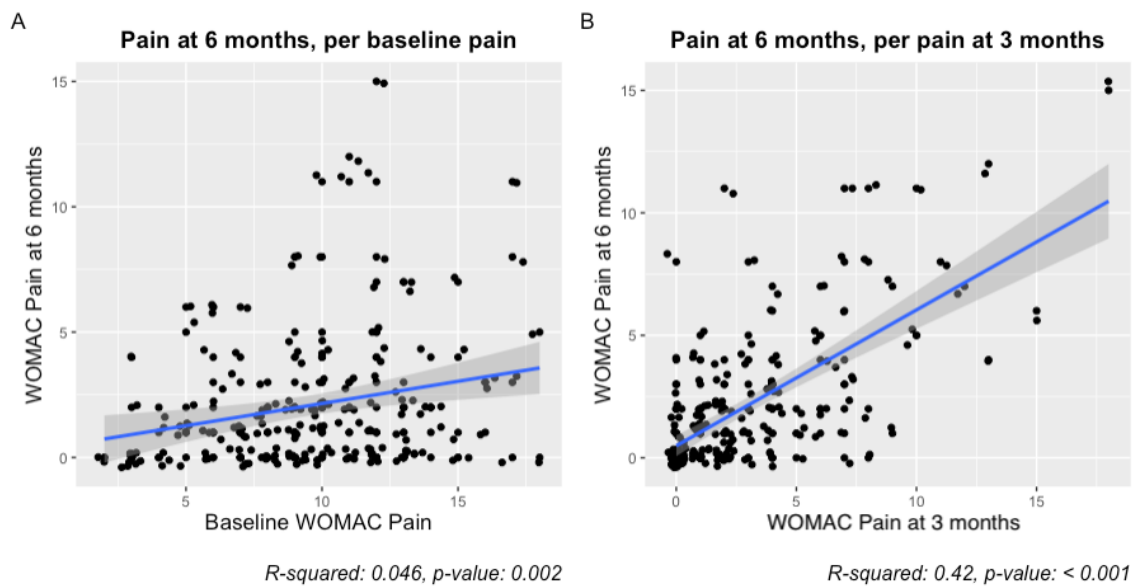 A
Pain at 6 months, per baseline pain
WOMAC Pain at 6 months
15
10
5
0
5
10
15
Baseline WOMAC Pain
R-squared: 0.046, p-value: 0.002
B
Pain at 6 months, per pain at 3 months
WOMAC Pain at 6 months
15
10
5
0
0
5
10
15
WOMAC Pain at 3 months
R-squared: 0.42, p-value: < 0.001